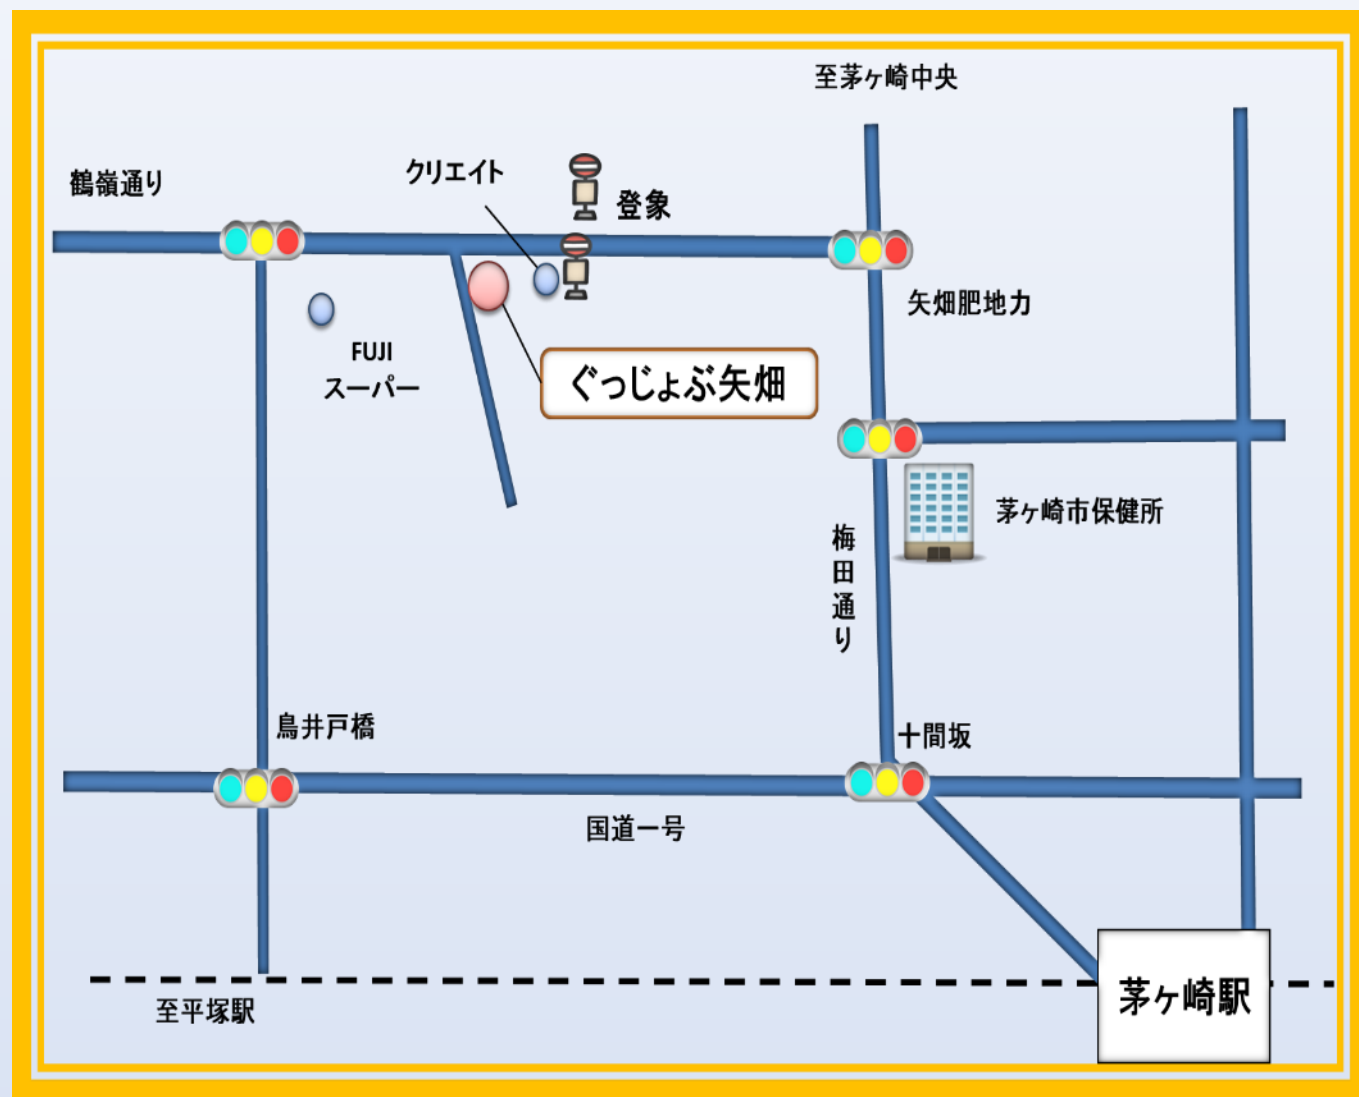 至茅ヶ崎中央
鶴嶺通り
クリエイト
登象
矢畑肥地力
FUJI
スーパー
ぐっじょぶ矢畑
茅ヶ崎市保健所
梅田通り
鳥井戸橋
十間坂
国道一号
茅ヶ崎駅
至平塚駅